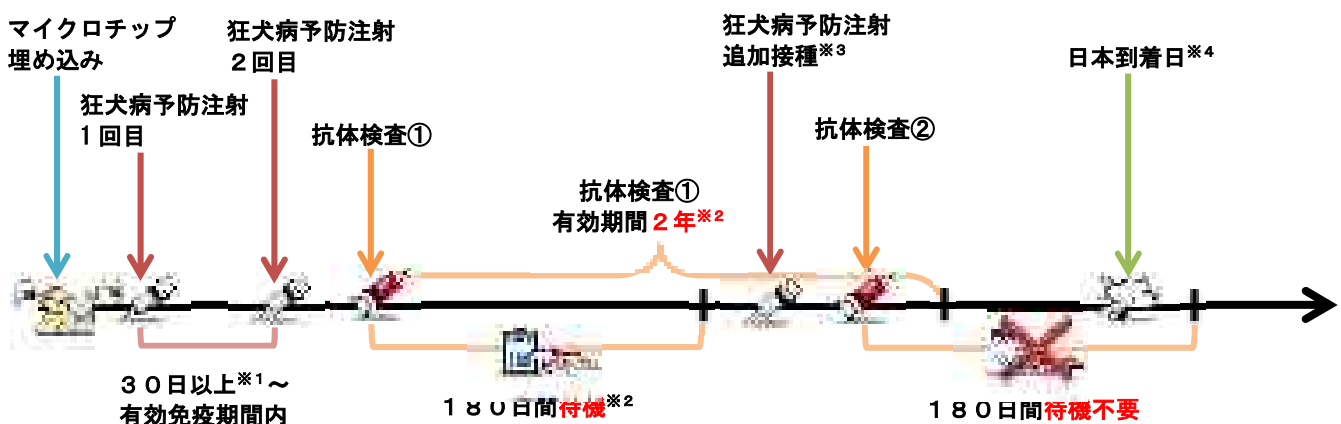 マイクロチップ
埋め込み
狂犬病予防注射
1回目
狂犬病予防注射
2回目
抗体検査①
抗体検査①
有効期間2年※2
狂犬病予防注射
追加接種※3
抗体検査②
日本到着日※4
30日以上※1~
有効免疫期間内
180日間待機※2
180日間待機不要